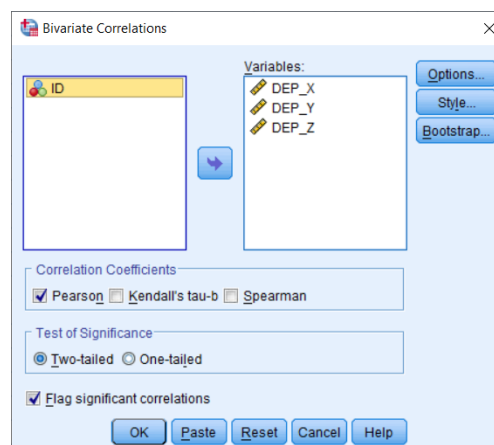 Bivariate Correlations
ID
Variables:
DEP_X
DEP_Y
DEP_Z
Options...
Style...
Bootstrap...
Correlation Coefficients
Pearson Kendall's tau-b Spearman
Test of Significance
Two-tailed One-tailed
Flag significant correlations
OK Paste Reset Cancel Help